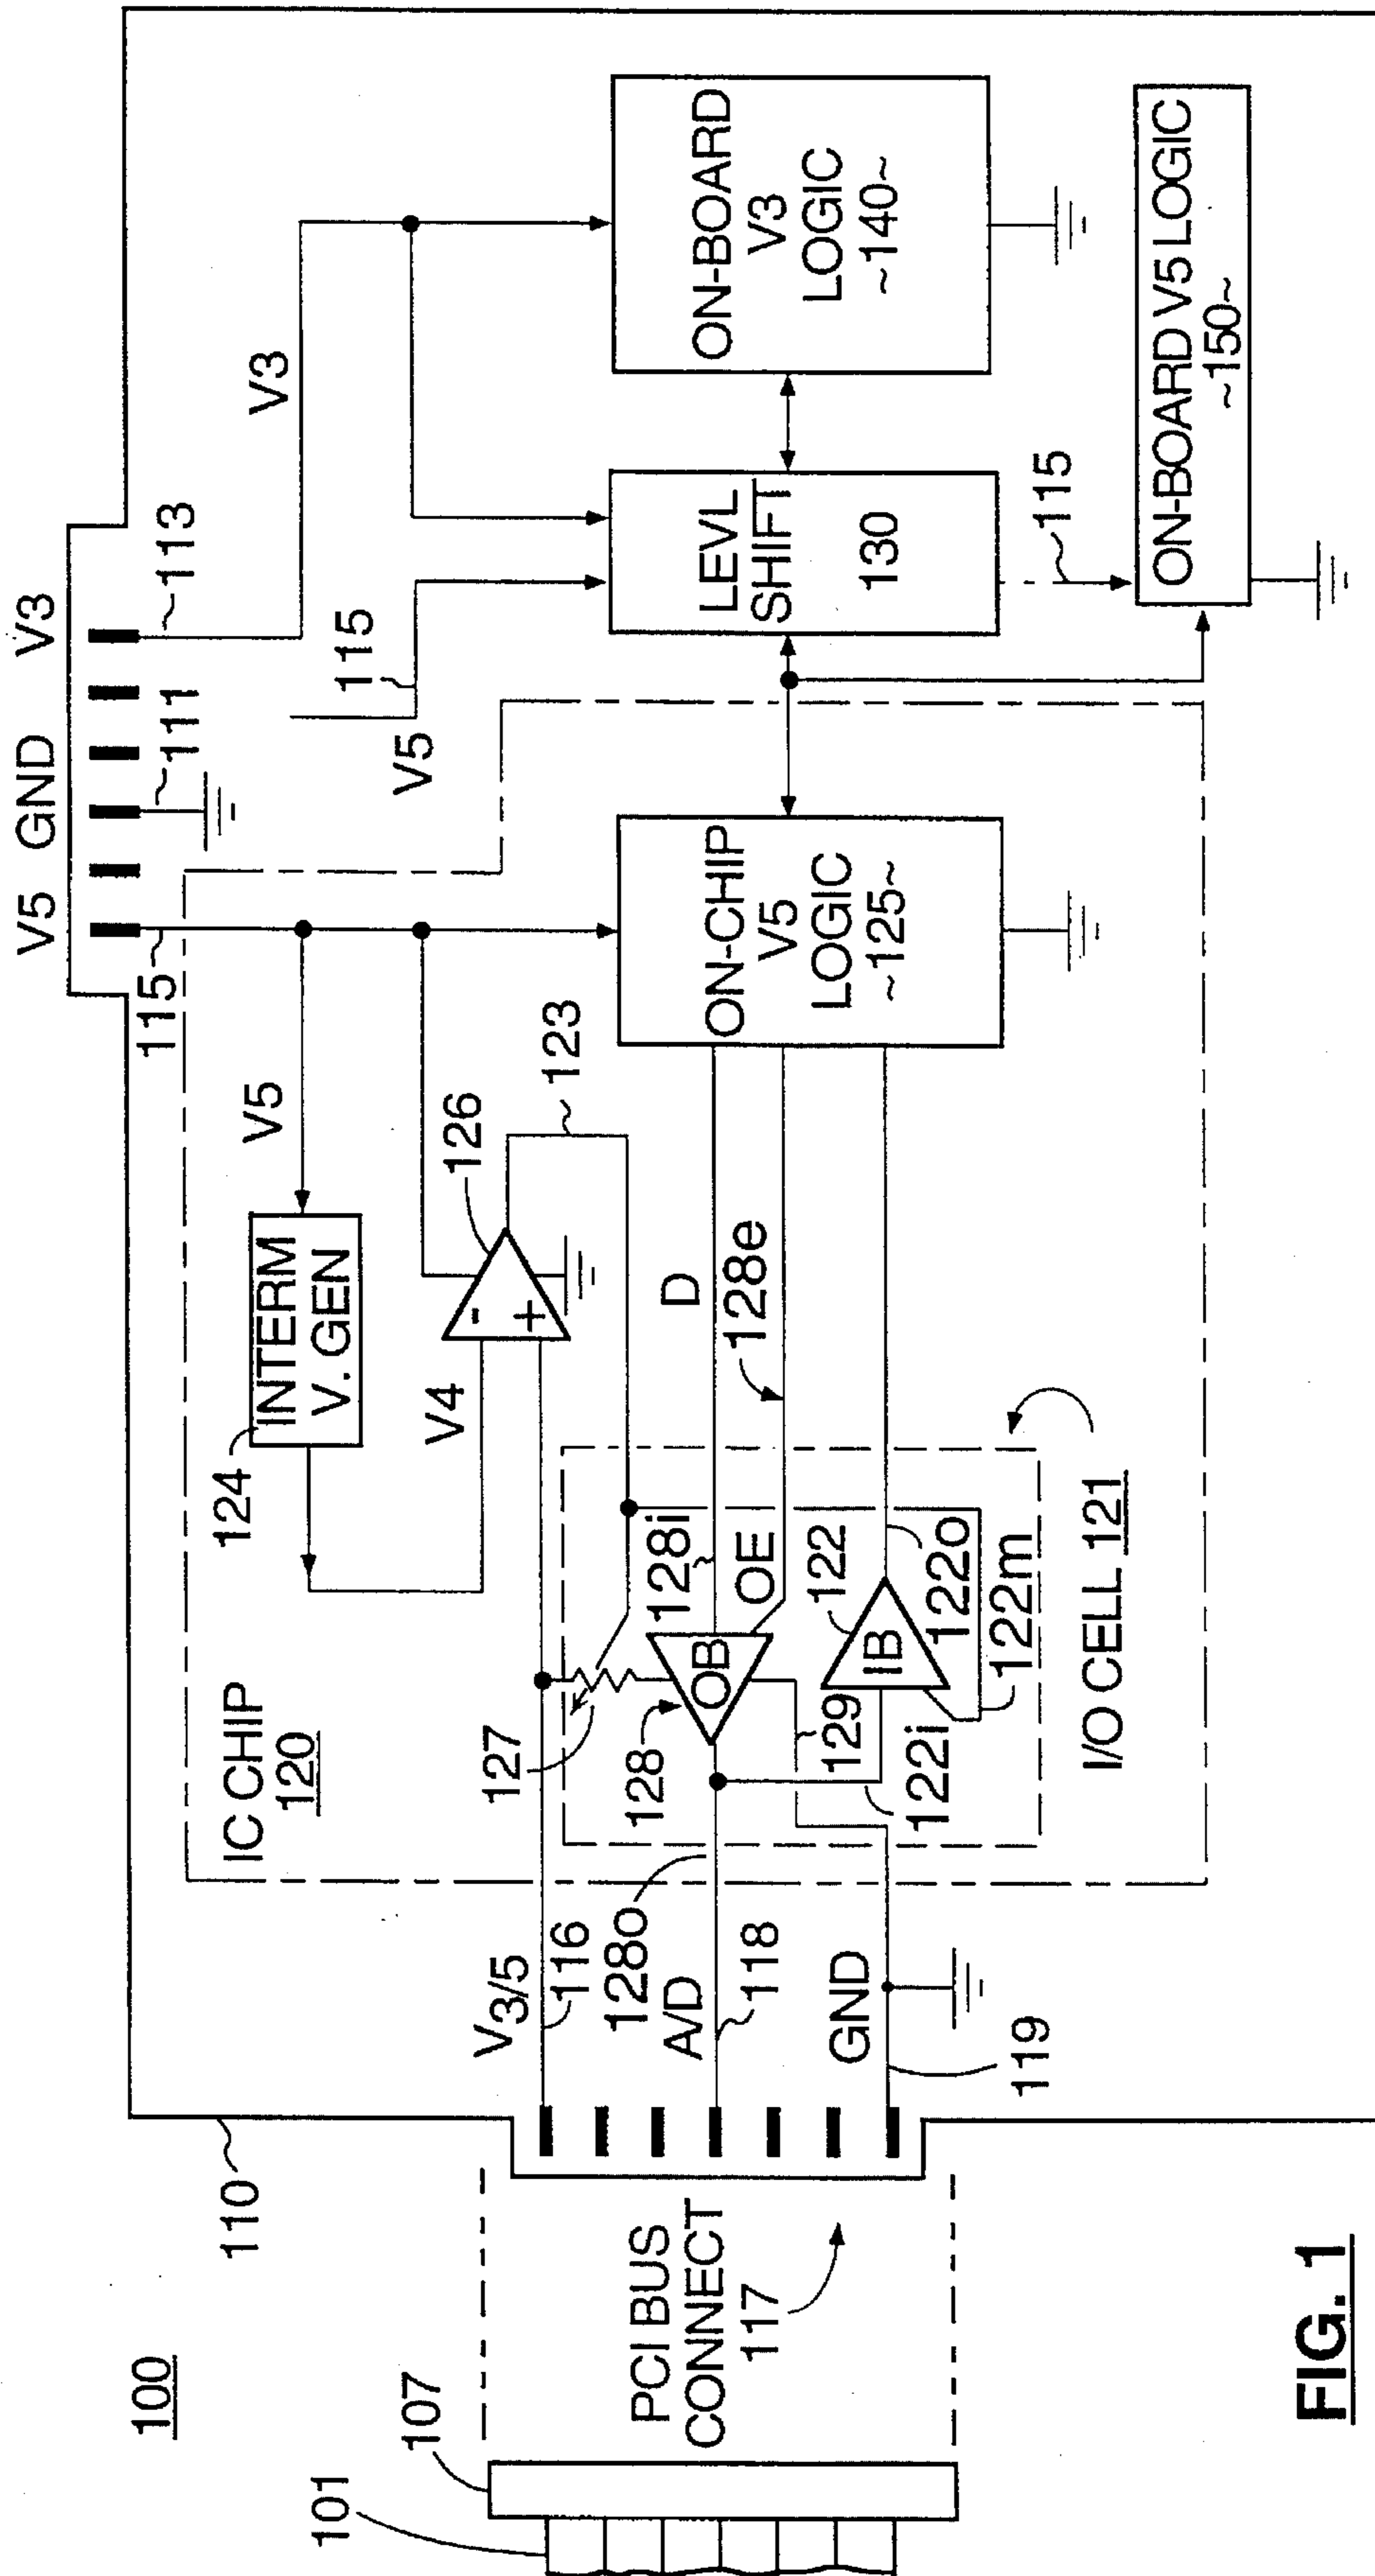 100
101
107
PCI BUS
CONNECT
117
110
V5
GND
V3
115
111
113
V3
V5
115
V5
IC CHIP
120
124
INTERM
V. GEN
V4
-
+
126
123
V3/5
116
127
128o
A/D
118
GND
119
128
OB
128i
OE
D
128e
129
122
IB
122i
122o
122m
I/O CELL 121
ON-CHIP
V5
LOGIC
~125~
LEVL
SHIFT
130
115
ON-BOARD
V3
LOGIC
~140~
ON-BOARD V5 LOGIC
~150~
FIG. 1